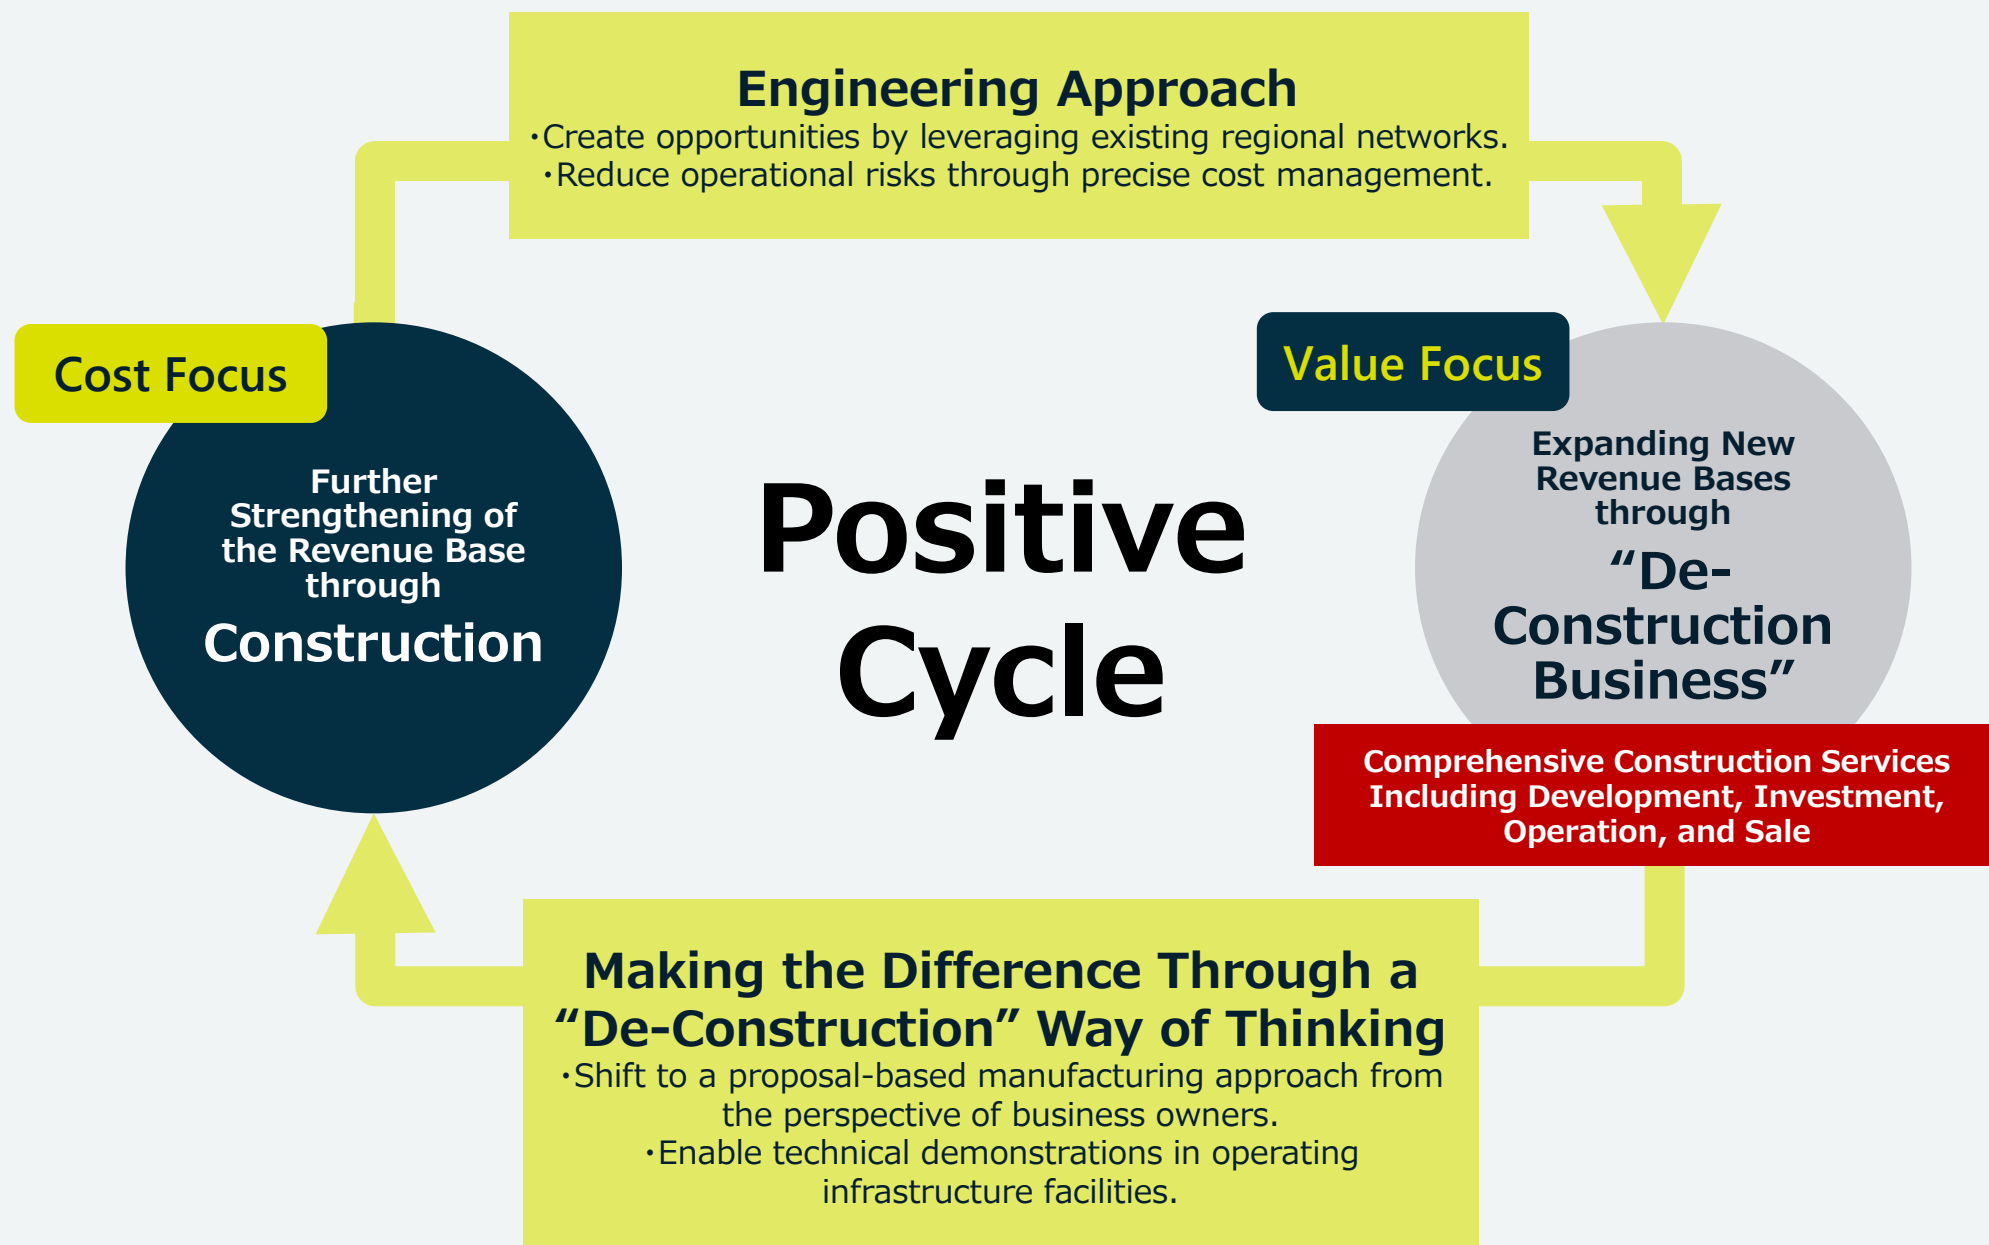 Engineering Approach
・Create opportunities by leveraging existing regional networks.
・Reduce operational risks through precise cost management.
Cost Focus
Further
Strengthening of
the Revenue Base
through
Construction
Positive
Cycle
Value Focus
Expanding New
Revenue Bases
through
“De-
Construction
Business”
Comprehensive Construction Services
Including Development, Investment,
Operation, and Sale
Making the Difference Through a
“De-Construction” Way of Thinking
・Shift to a proposal-based manufacturing approach from
the perspective of business owners.
・Enable technical demonstrations in operating
infrastructure facilities.